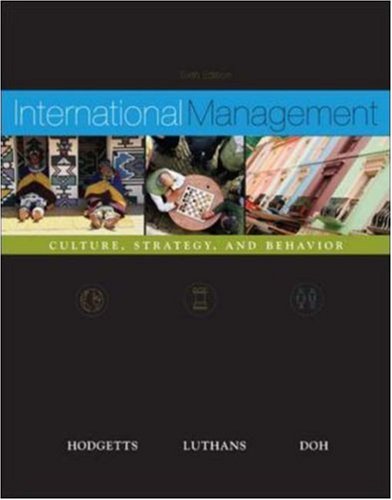 Sixth Edition
International Management
CULTURE, STRATEGY, AND BEHAVIOR
HODGETTS LUTHANS DOH